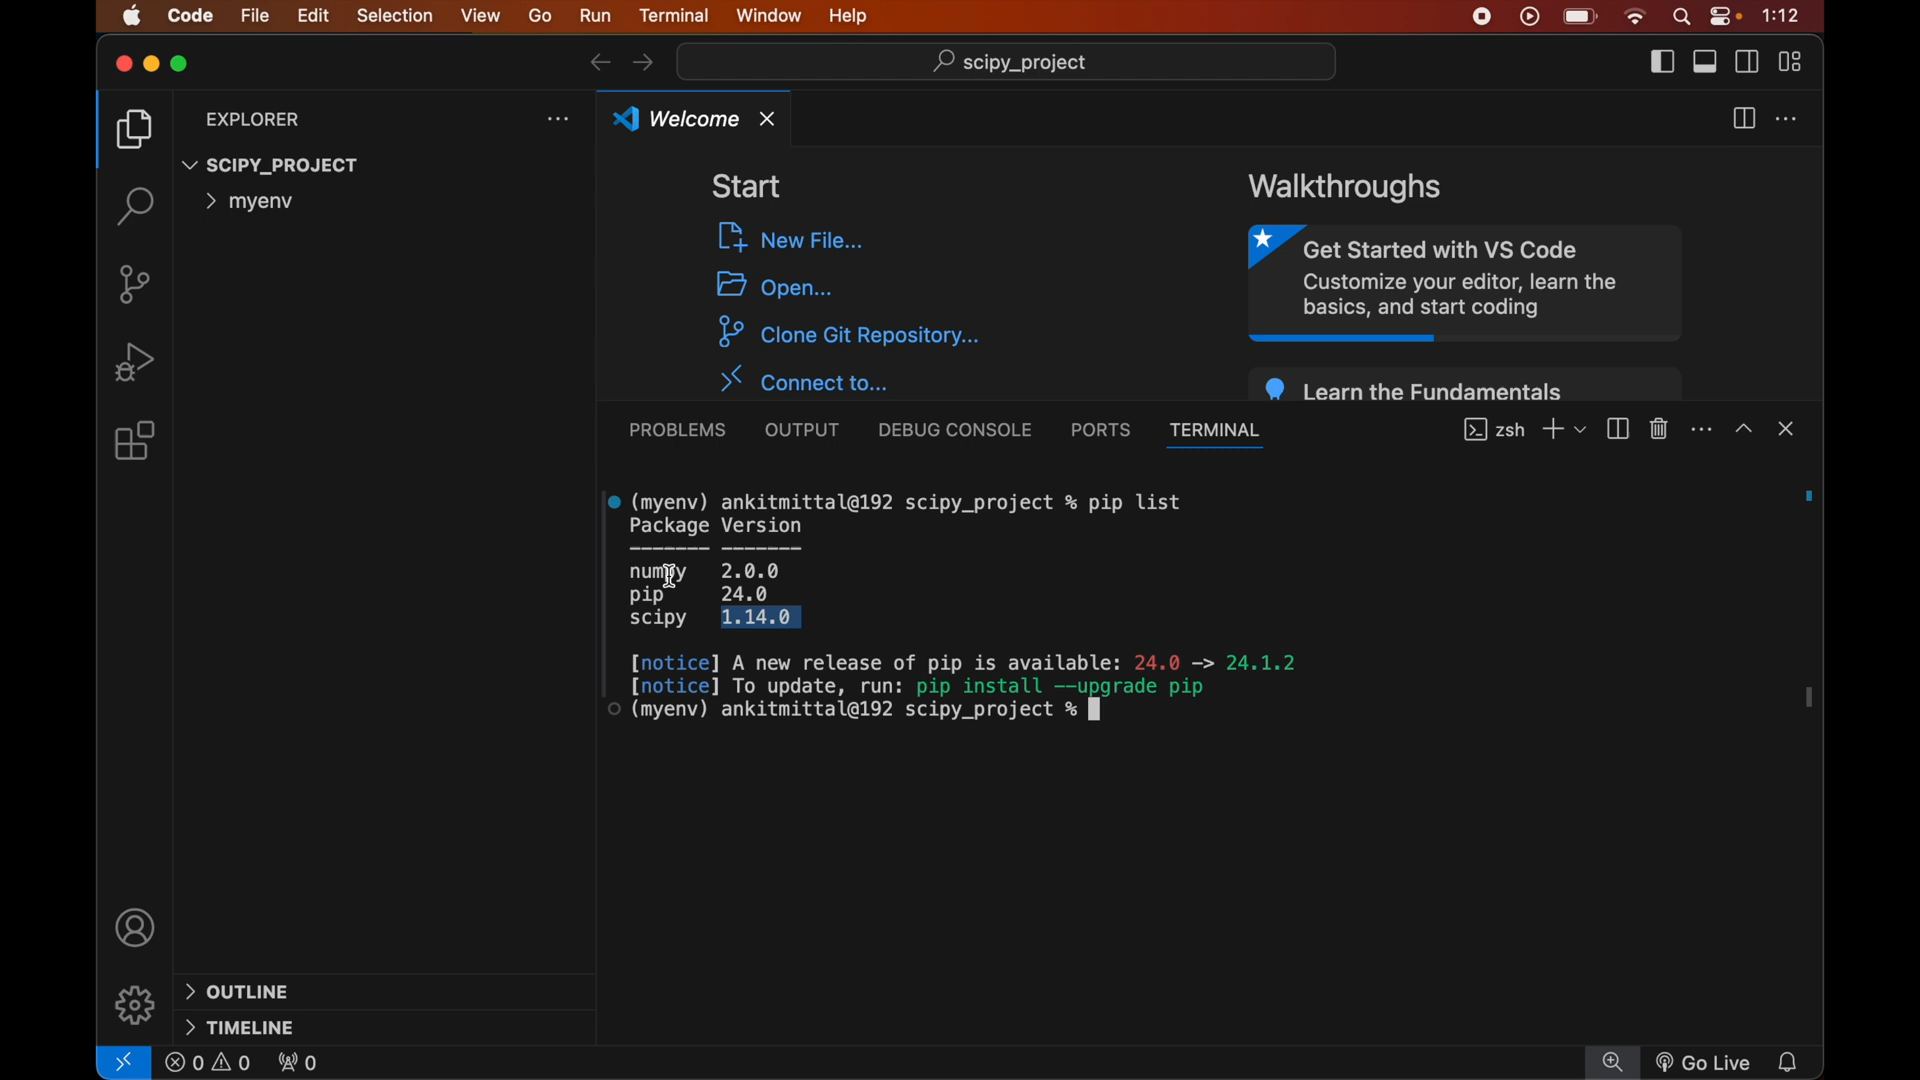 Code File Edit Selection View Go Run Terminal Window Help 1:12
scipy_project
EXPLORER
SCIPY_PROJECT
myenv
OUTLINE
TIMELINE
Welcome
Start
New File...
Open...
Clone Git Repository...
Connect to...
Walkthroughs
Get Started with VS Code
Customize your editor, learn the
basics, and start coding
Learn the Fundamentals
PROBLEMS OUTPUT DEBUG CONSOLE PORTS TERMINAL zsh
(myenv) ankitmittal@192 scipy_project % pip list
Package Version
------- -------
numpy 2.0.0
pip 24.0
scipy 1.14.0
[notice] A new release of pip is available: 24.0 -> 24.1.2
[notice] To update, run: pip install --upgrade pip
(myenv) ankitmittal@192 scipy_project %
0 0 0 Go Live